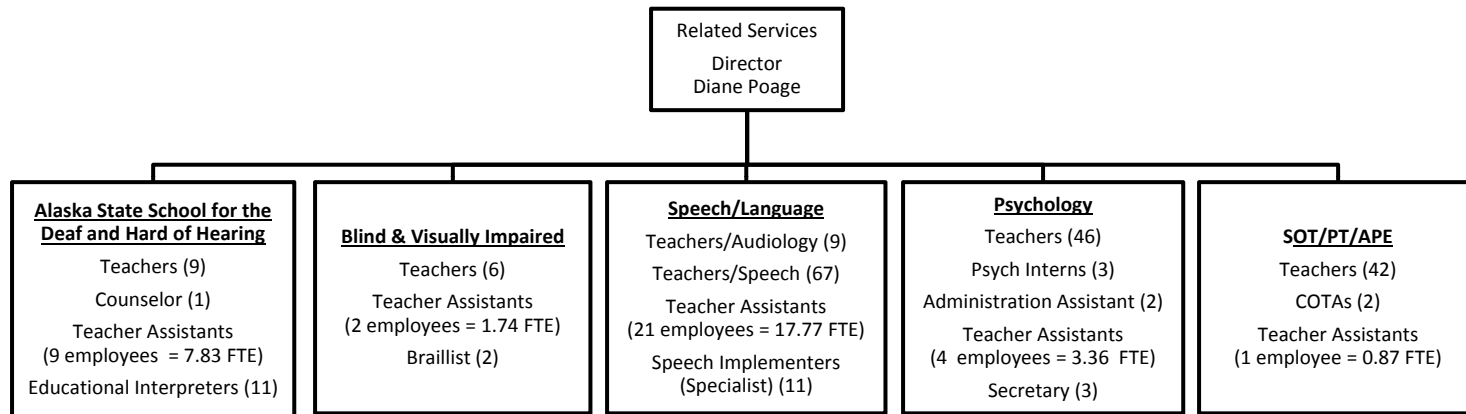 Related Services
Director
Diane Poage
Alaska State School for the
Deaf and Hard of Hearing
Teachers (9)
Counselor (1)
Teacher Assistants
(9 employees = 7.83 FTE)
Educational Interpreters (11)
Blind & Visually Impaired
Teachers (6)
Teacher Assistants
(2 employees = 1.74 FTE)
Braillist (2)
Speech/Language
Teachers/Audiology (9)
Teachers/Speech (67)
Teacher Assistants
(21 employees = 17.77 FTE)
Speech Implementers
(Specialist) (11)
Psychology
Teachers (46)
Psych Interns (3)
Administration Assistant (2)
Teacher Assistants
(4 employees = 3.36 FTE)
Secretary (3)
SOT/PT/APE
Teachers (42)
COTAs (2)
Teacher Assistants
(1 employee = 0.87 FTE)